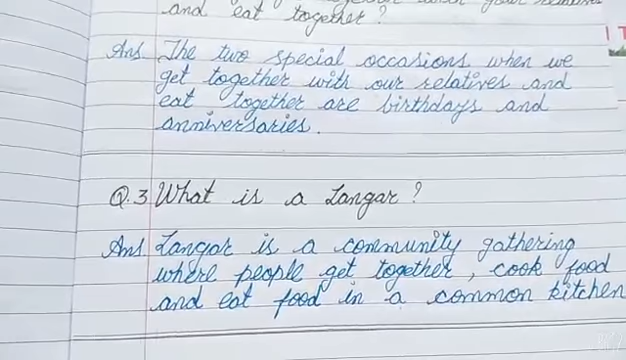 and eat together?
Ans The two special occasions when we
get together with our relatives and
eat together are birthdays and
anniversaries.
Q.3 What is a Langar?
Ans Langar is a community gathering
where people get together, cook food
and eat food in a common kitchen